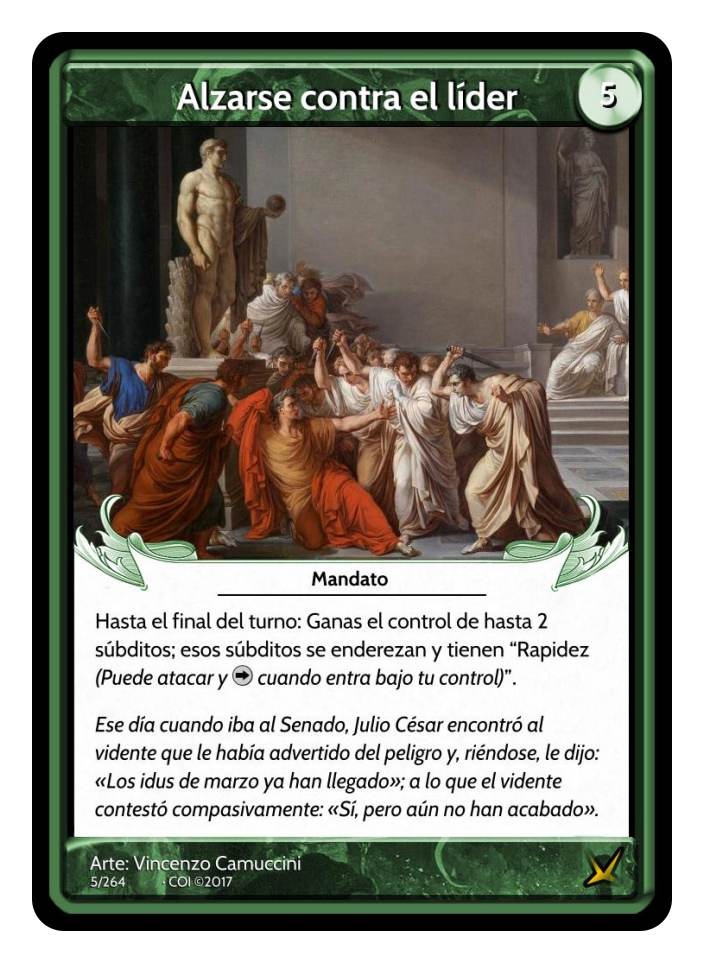 Alzarse contra el líder
5
Mandato
Hasta el final del turno: Ganas el control de hasta 2
súbditos; esos súbditos se enderezan y tienen “Rapidez
(Puede atacar y cuando entra bajo tu control)”.
Ese día cuando iba al Senado, Julio César encontró al
vidente que le había advertido del peligro y, riéndose, le dijo:
«Los idus de marzo ya han llegado»; a lo que el vidente
contestó compasivamente: «Sí, pero aún no han acabado».
Arte: Vincenzo Camuccini
5/264 · COI ©2017